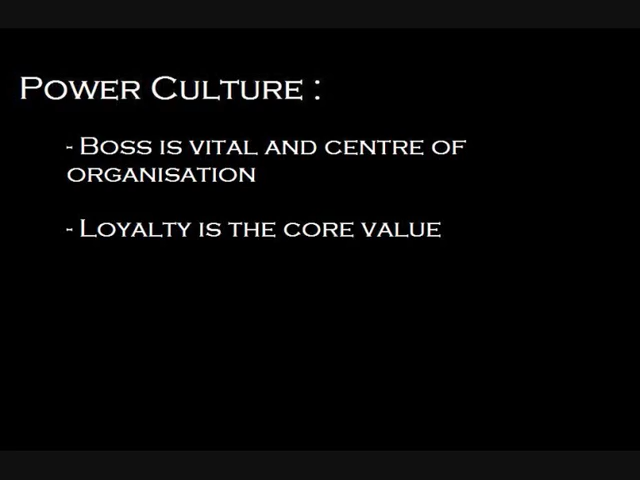 Power Culture :
- Boss is vital and centre of
organisation
- Loyalty is the core value